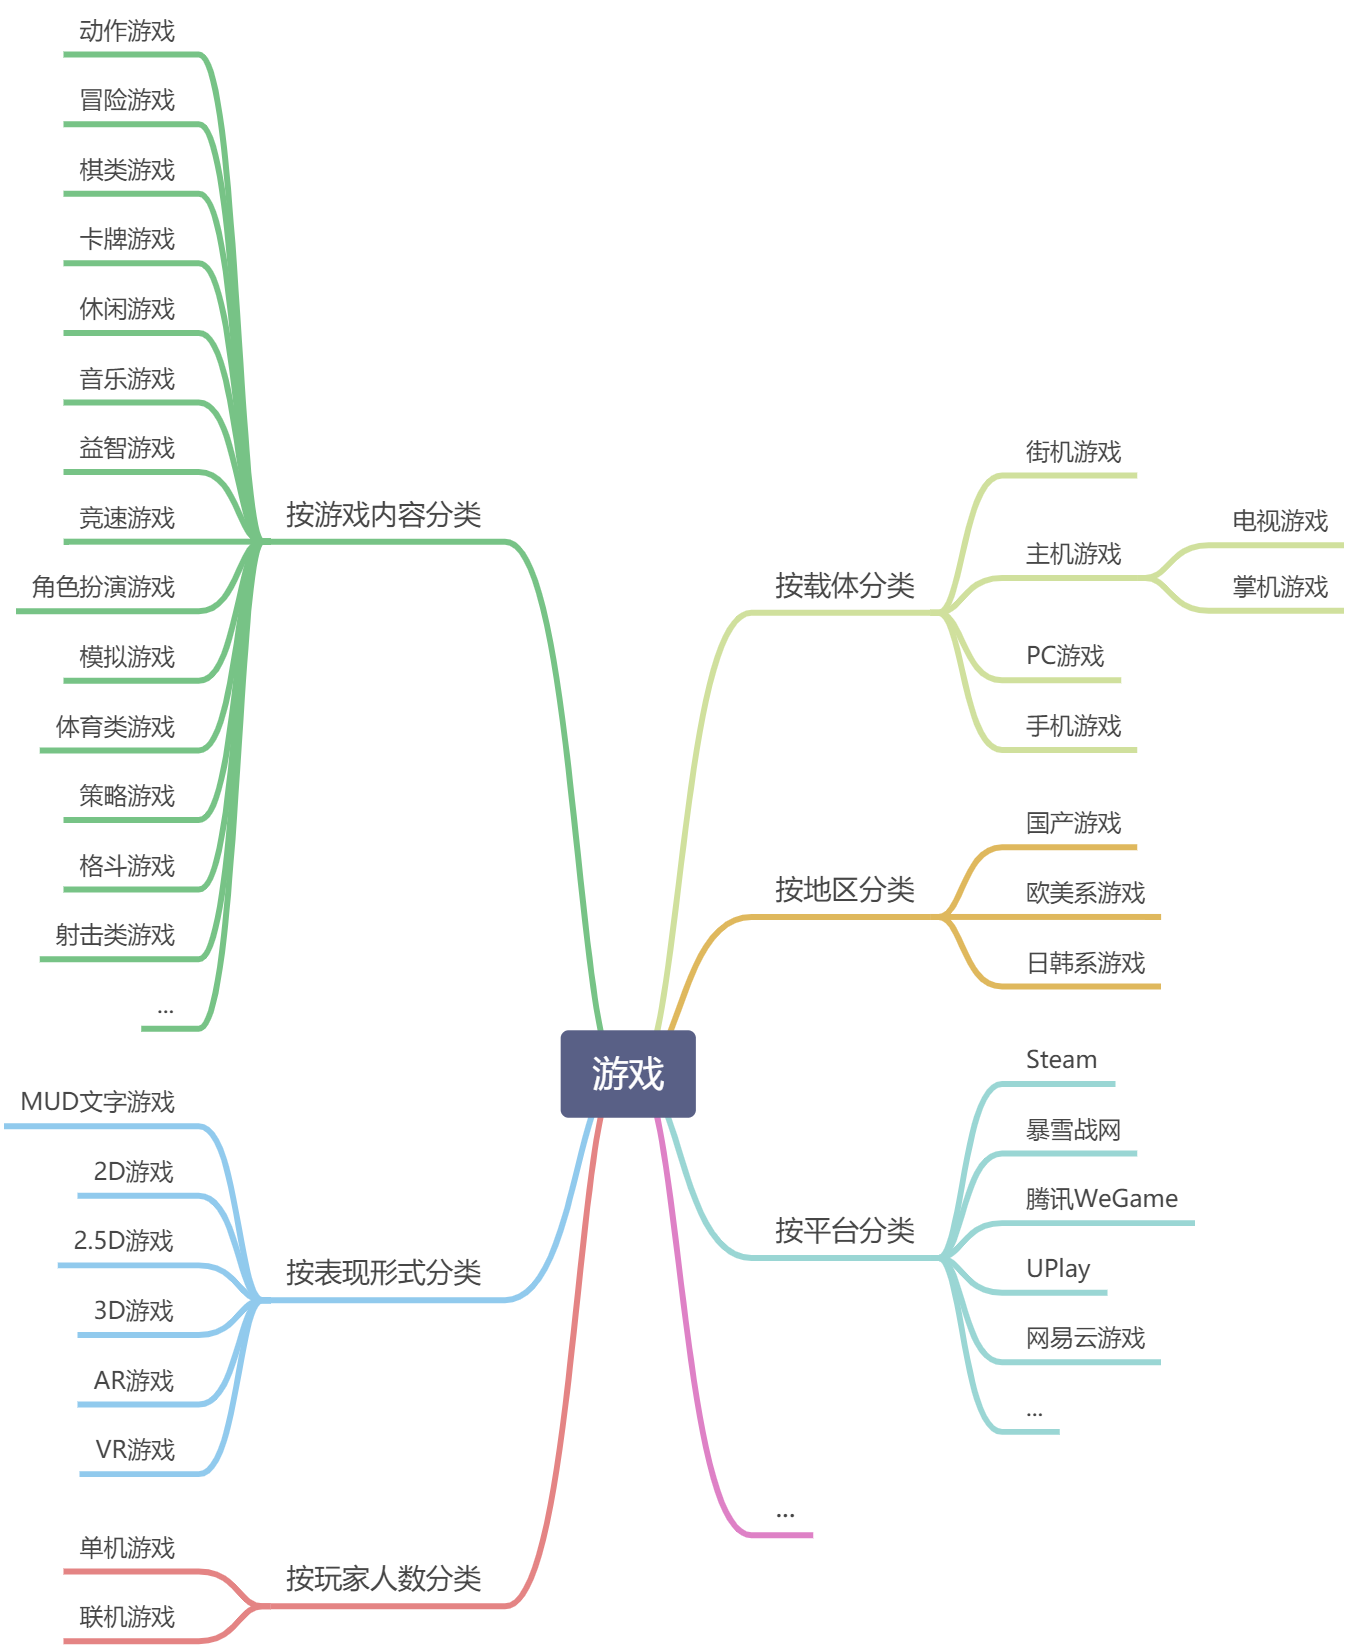 动作游戏
冒险游戏
棋类游戏
卡牌游戏
休闲游戏
音乐游戏
益智游戏
竞速游戏
角色扮演游戏
模拟游戏
体育类游戏
策略游戏
格斗游戏
射击类游戏
...
按游戏内容分类
MUD文字游戏
2D游戏
2.5D游戏
3D游戏
AR游戏
VR游戏
按表现形式分类
单机游戏
联机游戏
按玩家人数分类
游戏
按载体分类
街机游戏
主机游戏
电视游戏
掌机游戏
PC游戏
手机游戏
按地区分类
国产游戏
欧美系游戏
日韩系游戏
按平台分类
Steam
暴雪战网
腾讯WeGame
UPlay
网易云游戏
...
...